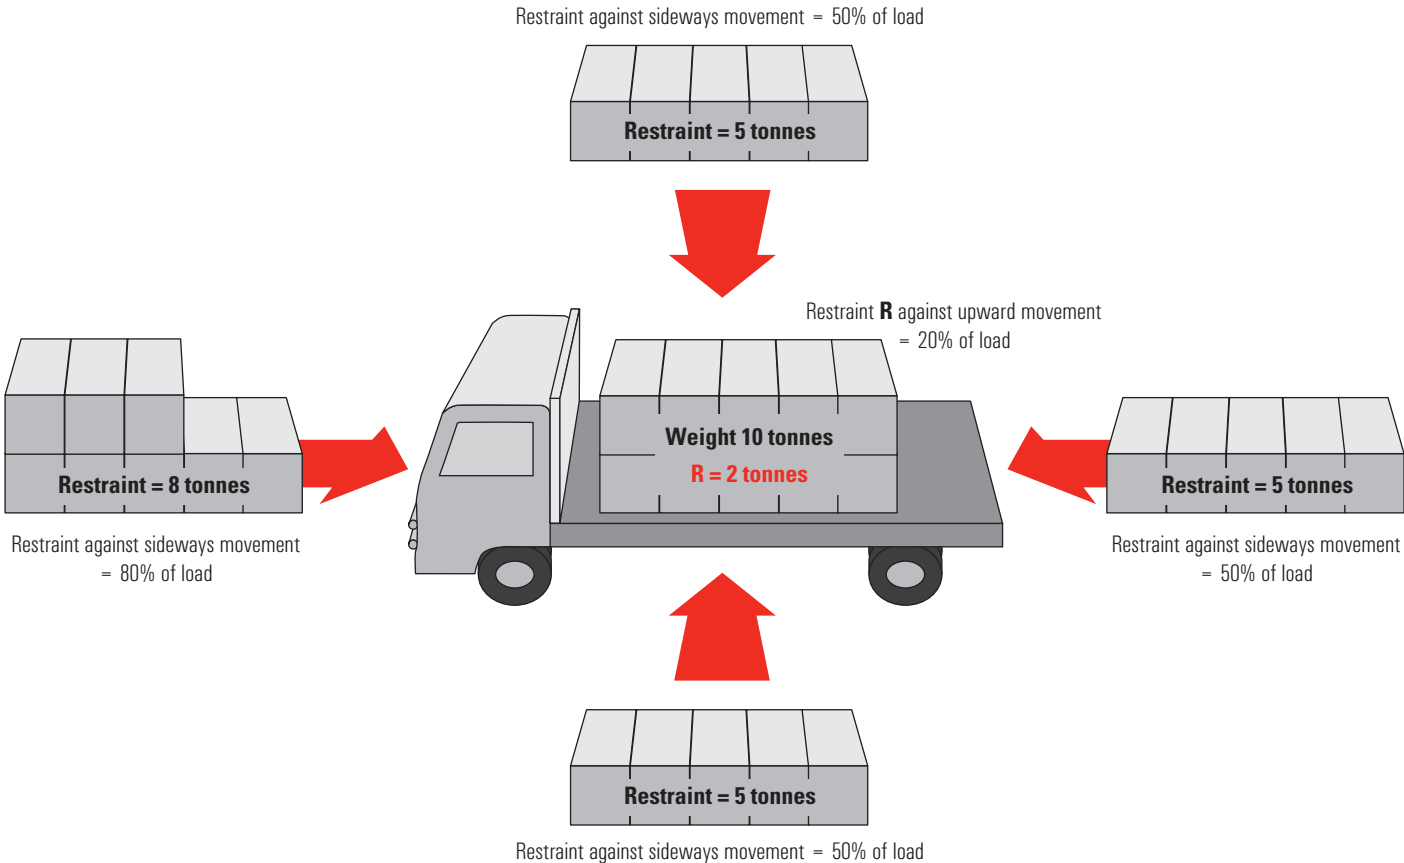 Restraint against sideways movement = 50% of load
Restraint = 5 tonnes
Restraint R against upward movement
= 20% of load
Weight 10 tonnes
R = 2 tonnes
Restraint = 8 tonnes
Restraint against sideways movement
= 80% of load
Restraint = 5 tonnes
Restraint against sideways movement
= 50% of load
Restraint = 5 tonnes
Restraint against sideways movement = 50% of load